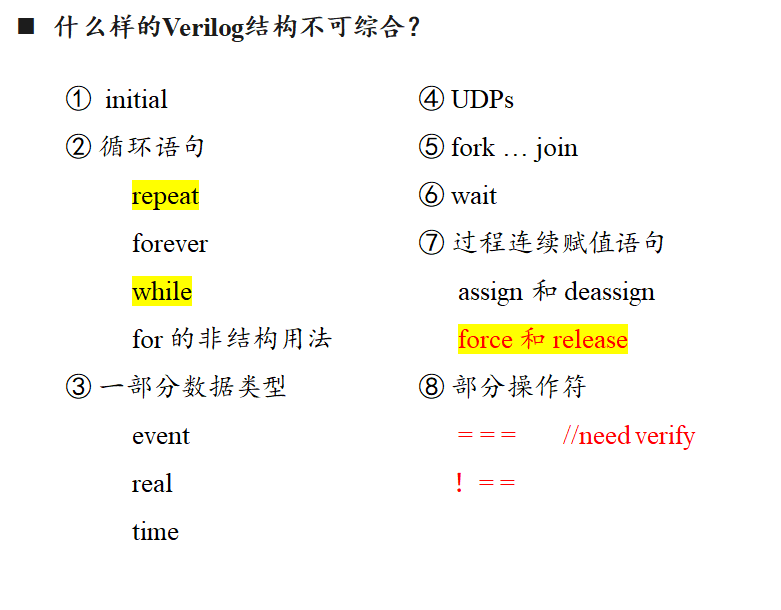 ■ 什么样的Verilog结构不可综合？
① initial
② 循环语句
repeat
forever
while
for 的非结构用法
③ 一部分数据类型
event
real
time
④ UDPs
⑤ fork … join
⑥ wait
⑦ 过程连续赋值语句
assign 和 deassign
force 和 release
⑧ 部分操作符
= = = //need verify
！ = =